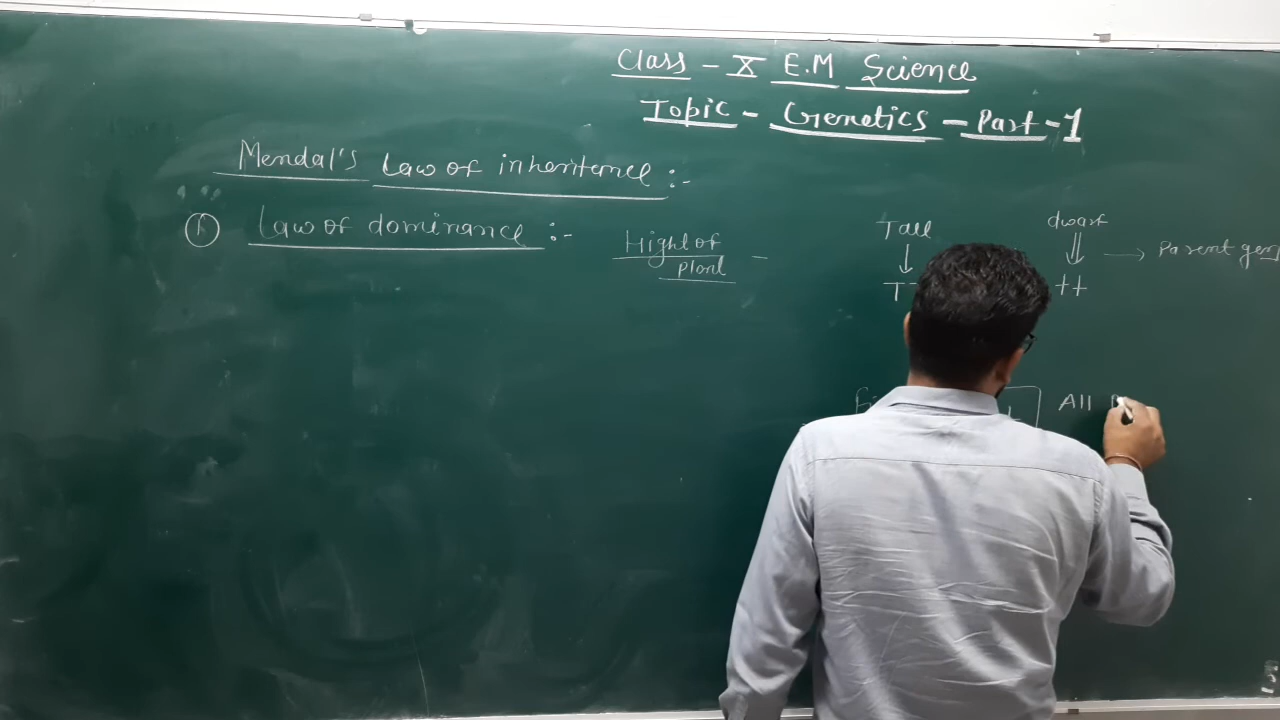 Class - X E.M Science
Topic - Genetics - Part-1
Mendal's Law of inheritence :-
① Law of dominance :-
Hight of
plant -
Tall dwarf
↓ ⇓ → Parent gen
T tt
All